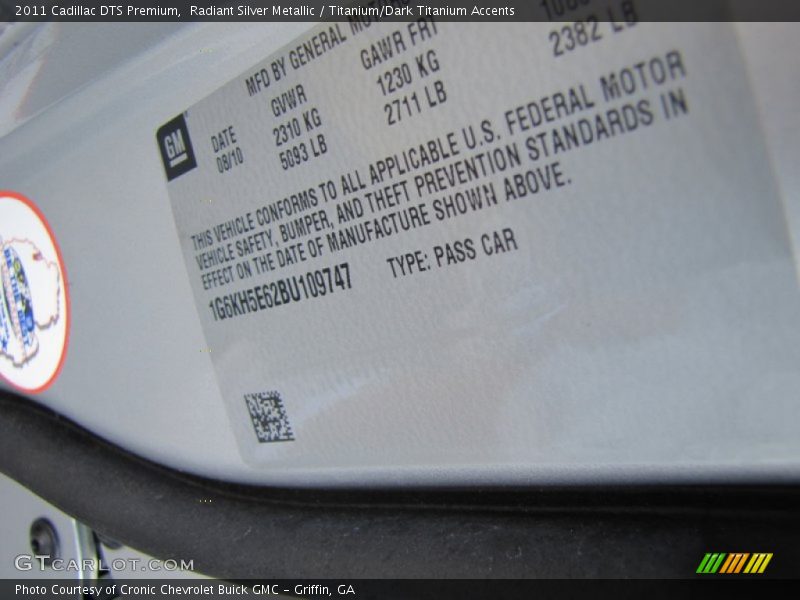 2011 Cadillac DTS Premium, Radiant Silver Metallic / Titanium/Dark Titanium Accents
MFD BY GENERAL MOTORS
GM
DATE GVWR GAWR FRT
08/10 2310 KG 1230 KG
5093 LB 2711 LB 2382 LB
THIS VEHICLE CONFORMS TO ALL APPLICABLE U.S. FEDERAL MOTOR
VEHICLE SAFETY, BUMPER, AND THEFT PREVENTION STANDARDS IN
EFFECT ON THE DATE OF MANUFACTURE SHOWN ABOVE.
1G6KH5E62BU109747 TYPE: PASS CAR
GTCARLOT.COM
Photo Courtesy of Cronic Chevrolet Buick GMC – Griffin, GA